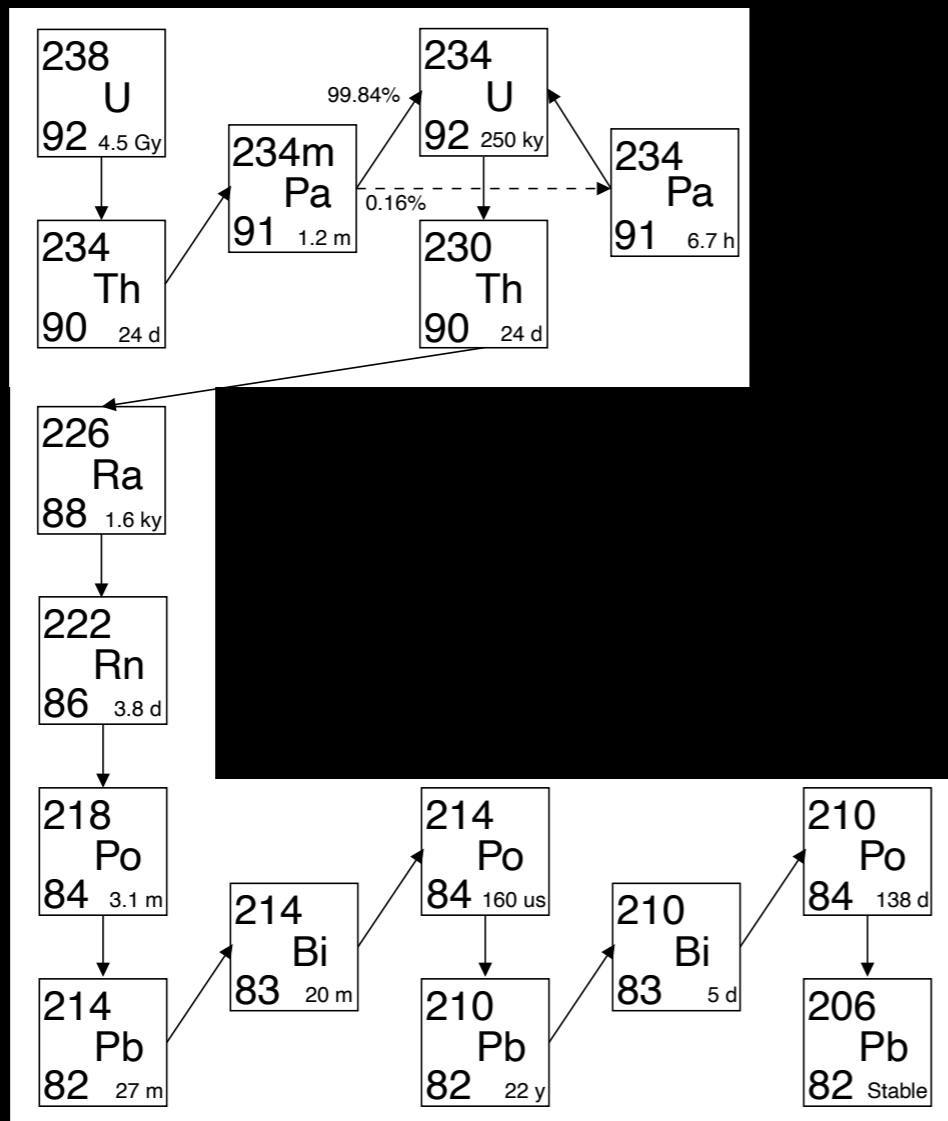 238
U
92 4.5 Gy
99.84%
234
U
92 250 ky
234m
Pa
91 1.2 m
0.16%
234
Pa
91 6.7 h
234
Th
90 24 d
230
Th
90 24 d
226
Ra
88 1.6 ky
222
Rn
86 3.8 d
218
Po
84 3.1 m
214
Po
84 160 us
210
Po
84 138 d
214
Bi
83 20 m
210
Bi
83 5 d
214
Pb
82 27 m
210
Pb
82 22 y
206
Pb
82 Stable